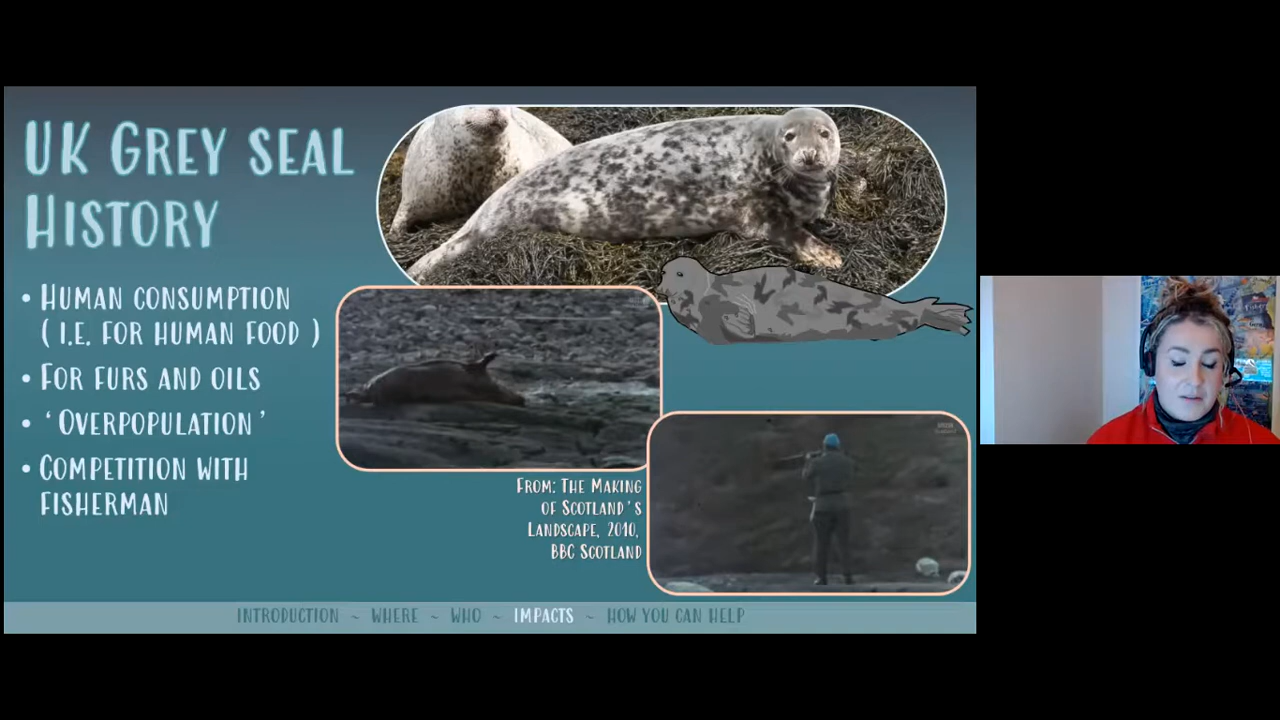 UK GREY SEAL
HISTORY
• HUMAN CONSUMPTION
( I.E. FOR HUMAN FOOD )
• FOR FURS AND OILS
• ‘OVERPOPULATION’
• COMPETITION WITH
FISHERMAN
FROM: THE MAKING
OF SCOTLAND'S
LANDSCAPE, 2010,
BBC SCOTLAND
INTRODUCTION ~ WHERE ~ WHO ~ IMPACTS ~ HOW YOU CAN HELP